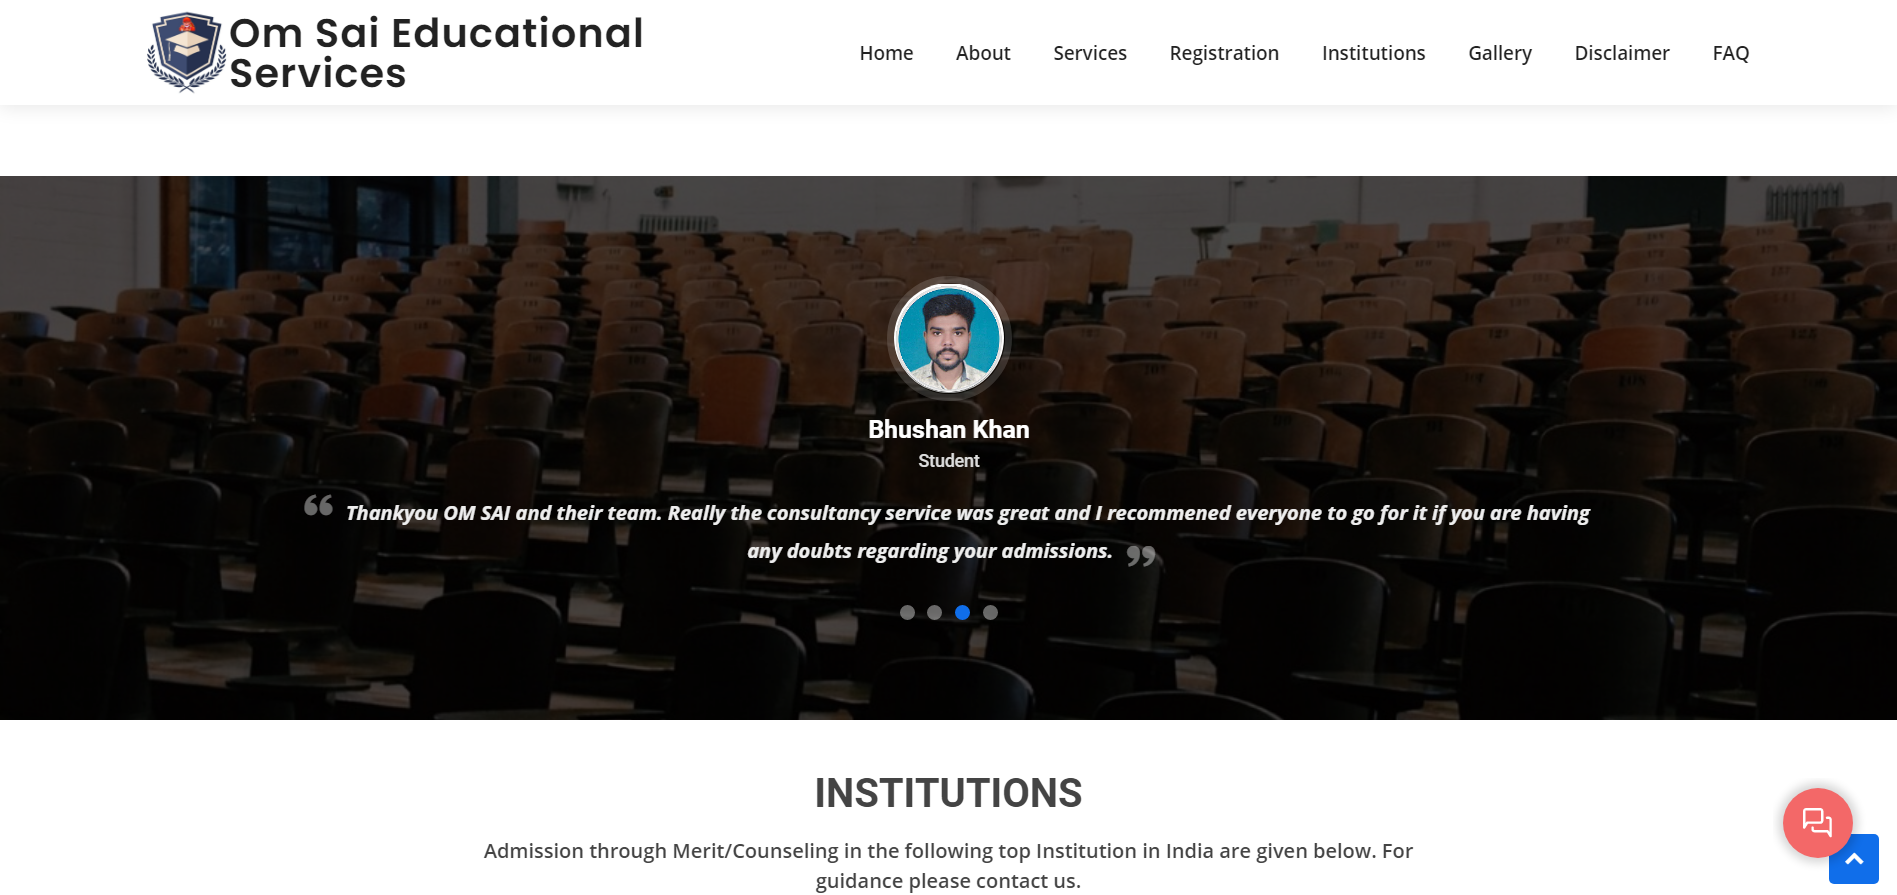 Om Sai Educational
Services
Home About Services Registration Institutions Gallery Disclaimer FAQ
Bhushan Khan
Student
“ Thankyou OM SAI and their team. Really the consultancy service was great and I recommened everyone to go for it if you are having
any doubts regarding your admissions. ”
INSTITUTIONS
Admission through Merit/Counseling in the following top Institution in India are given below. For
guidance please contact us.